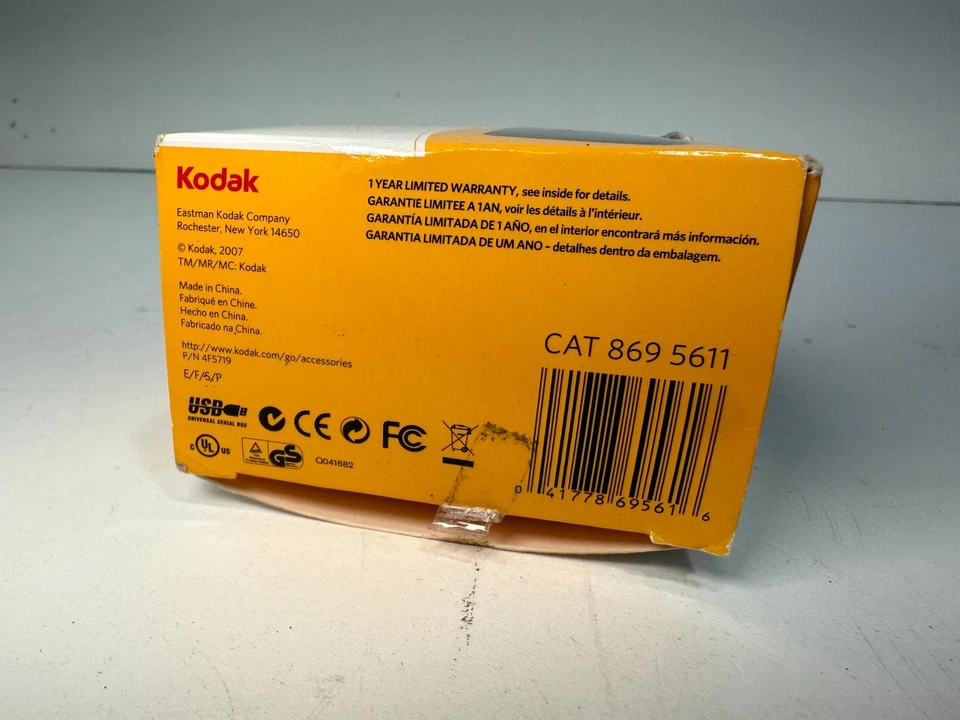 Kodak
Eastman Kodak Company
Rochester, New York 14650
© Kodak, 2007
TM/MR/MC: Kodak
Made in China.
Fabriqué en Chine.
Hecho en China.
Fabricado na China.
http://www.kodak.com/go/accessories
P/N 4F5719
E/F/S/P
1 YEAR LIMITED WARRANTY, see inside for details.
GARANTIE LIMITEE A 1 AN, voir les détails à l'intérieur.
GARANTÍA LIMITADA DE 1 AÑO, en el interior encontrará más información.
GARANTIA LIMITADA DE UM ANO - detalhes dentro da embalagem.
CAT 869 5611
0 41778 69561 6
USB
UNIVERSAL SERIAL BUS
CE
FC
C UL US
GS
Q041682